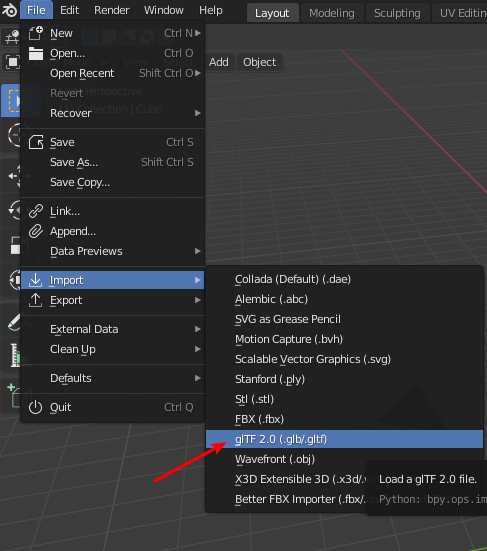 File Edit Render Window Help Layout Modeling Sculpting UV Editin
New Ctrl N
Open... Ctrl O
Open Recent Shift Ctrl O Add Object
Revert Perspective
Collection | Cube
Recover
Save Ctrl S
Save As... Shift Ctrl S
Save Copy...
Link...
Append...
Data Previews
Import
Export
External Data
Clean Up
Defaults
Quit Ctrl Q
Collada (Default) (.dae)
Alembic (.abc)
SVG as Grease Pencil
Motion Capture (.bvh)
Scalable Vector Graphics (.svg)
Stanford (.ply)
Stl (.stl)
FBX (.fbx)
glTF 2.0 (.glb/.gltf)
Wavefront (.obj)
X3D Extensible 3D (.x3d/.
Better FBX Importer (.fbx/.
Load a glTF 2.0 file.
Python: bpy.ops.im